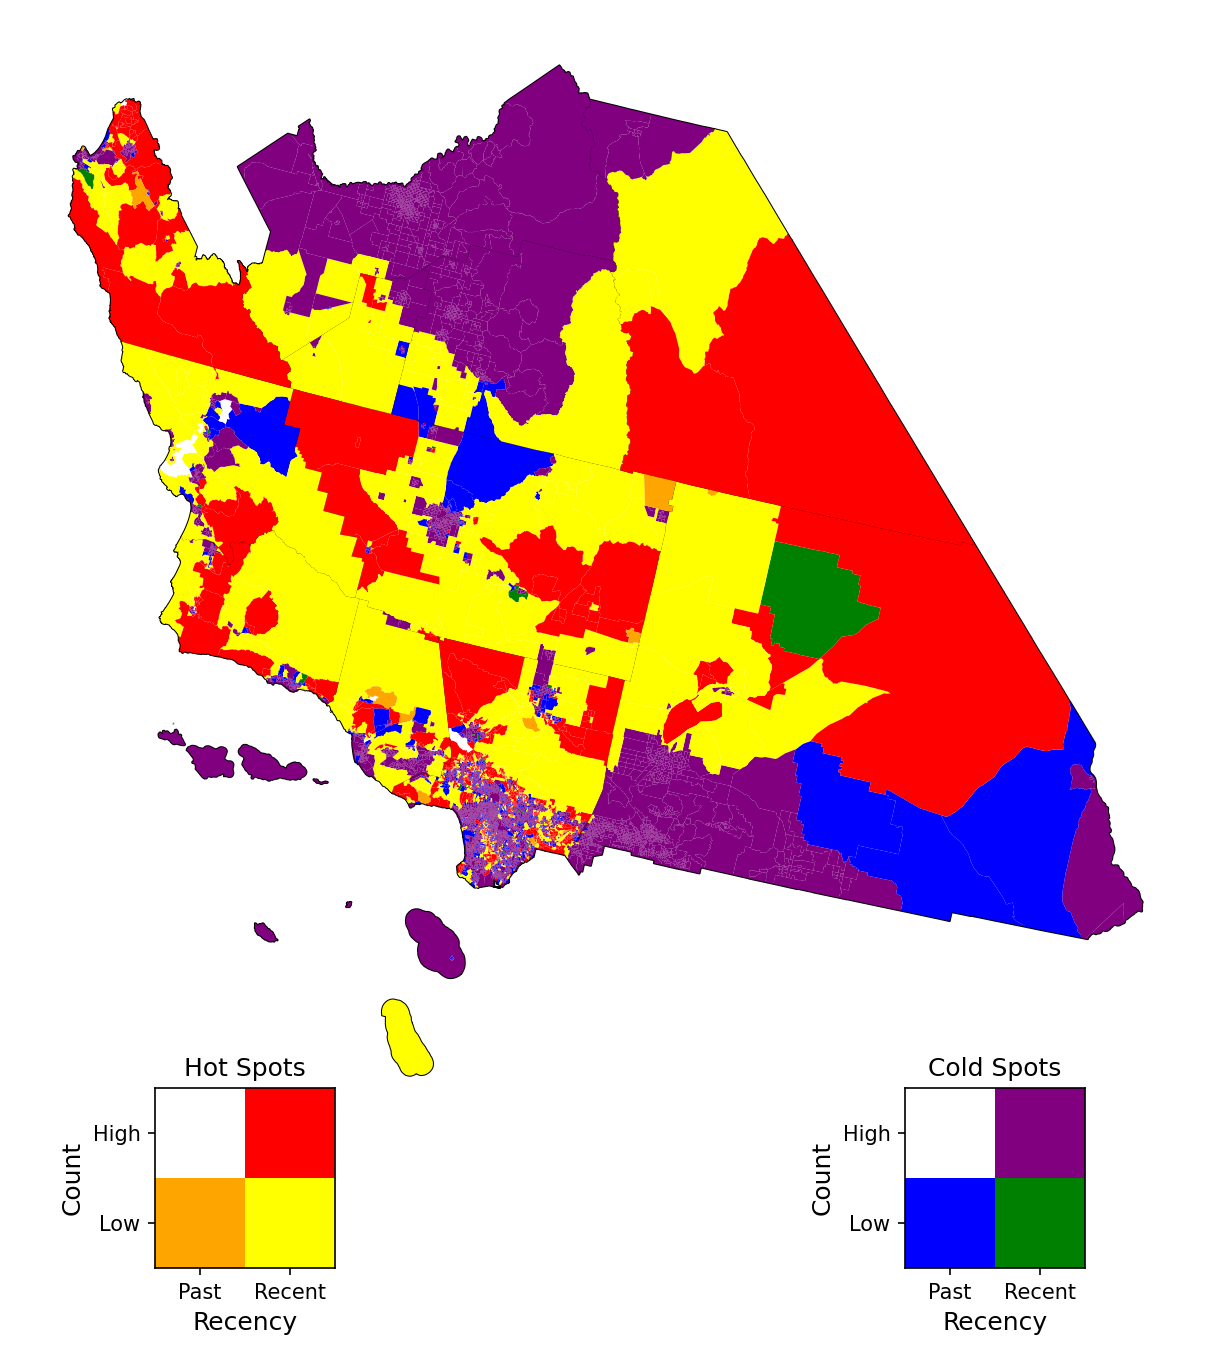 Hot Spots
Count
High
Low
Past Recent
Recency
Cold Spots
Count
High
Low
Past Recent
Recency